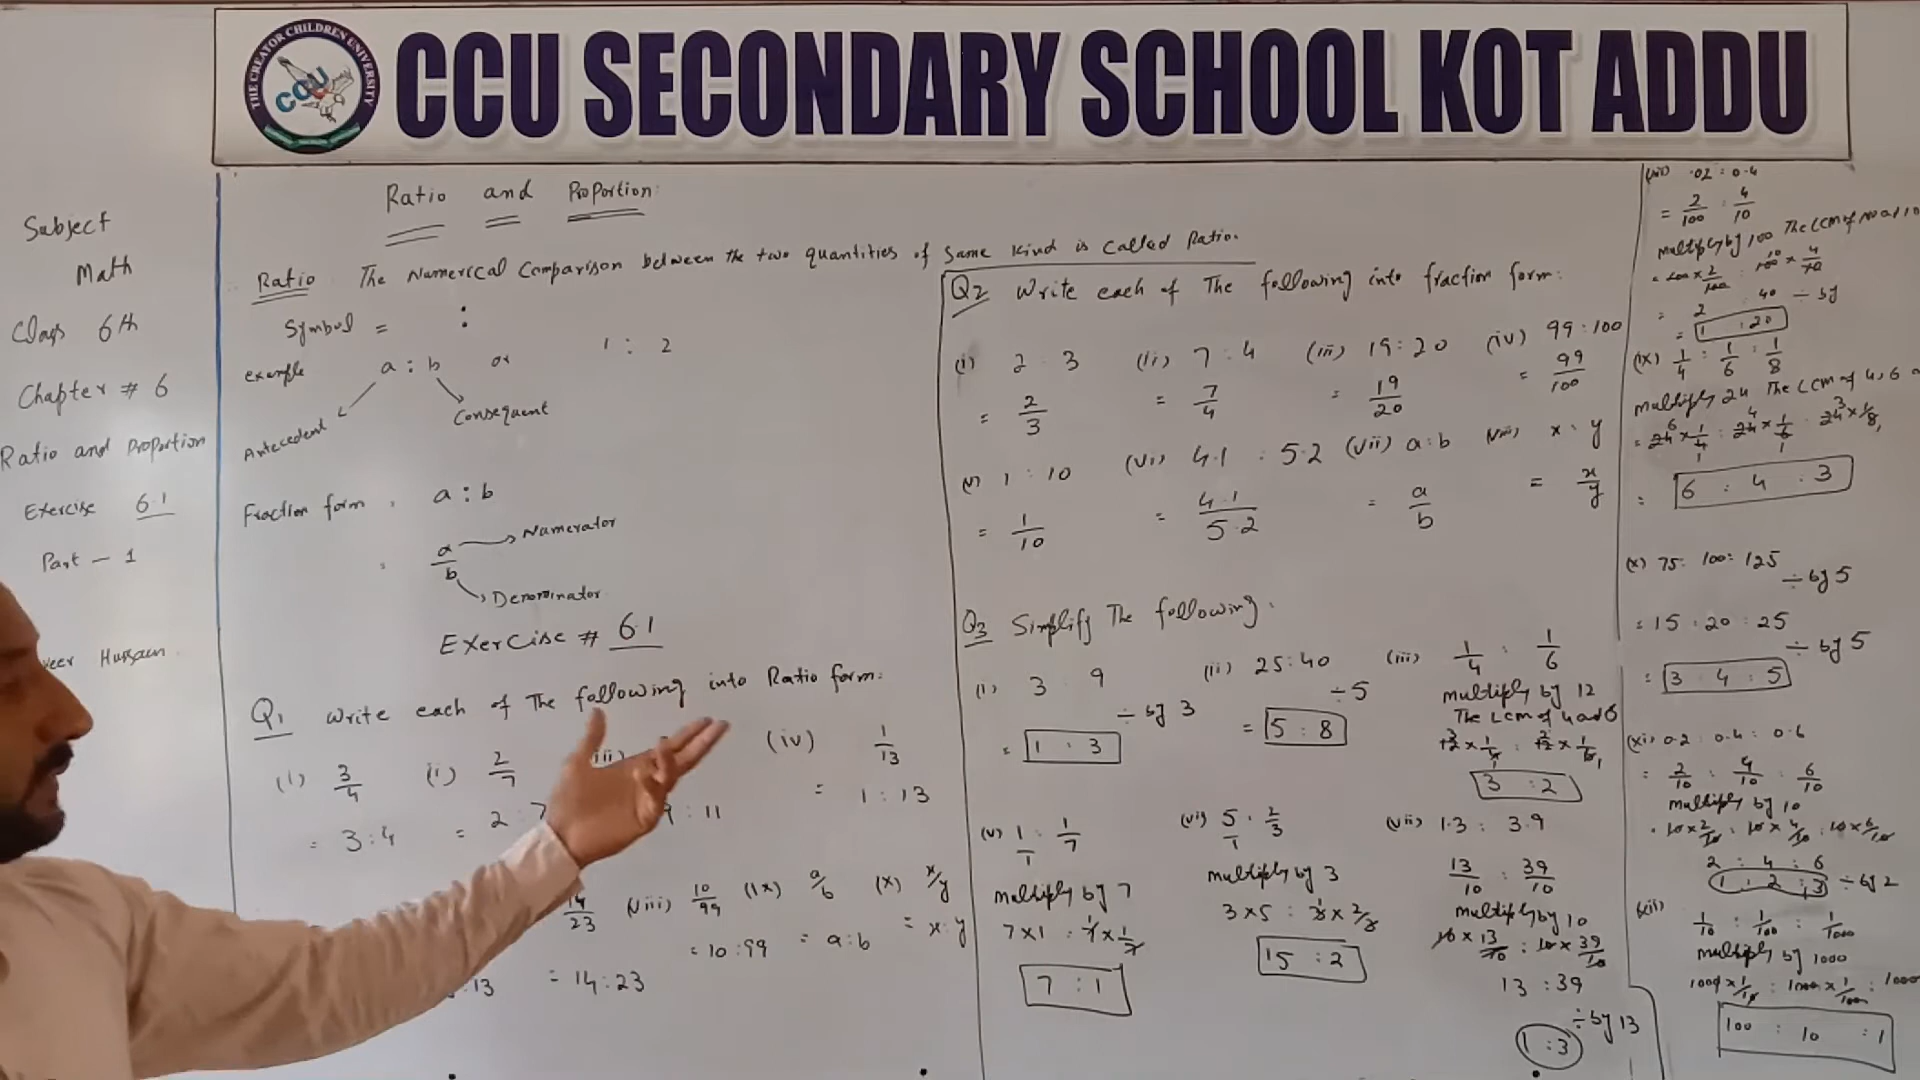 THE CREATOR CHILDREN UNIVERSITY
CCU
CCU SECONDARY SCHOOL KOT ADDU
Subject
Math
Class 6th
Chapter # 6
Ratio and Proportion
Exercise 6.1
Part - 1
Hussain
Ratio and Proportion:
Ratio The Numerical Comparison between the two quantities of same kind is called Ratio.
Symbol = :
example a : b or 1 : 2
Antecedent Consequent
Fraction form a : b
a/b Numerator
Denominator
Exercise # 6.1
Q1 Write each of The following into Ratio form:
(i) 3/4 (ii) 2/7 (iv) 1/13
= 3:4 = 2:7 : 11 = 1:13
14/23 (viii) 10/99 (ix) a/b (x) x/y
:13 = 14:23 = 10:99 = a:b = x:y
Q2 Write each of The following into fraction form:
(i) 2 : 3 (ii) 7 : 4 (iii) 19:20 (iv) 99:100
= 2/3 = 7/4 = 19/20 = 99/100
(v) 1 : 10 (vi) 4.1 : 5.2 (vii) a:b (viii) x : y
= 1/10 = 4.1/5.2 = a/b = x/y
Q3 Simplify The following:
(i) 3 9 (ii) 25:40 (iii) 1/4 : 1/6
÷ by 3 ÷5 multiply by 12
The LCM of 4 and 6
= 1 : 3 = 5 : 8 12 × 1/4 : 12 × 1/6
3 : 2
(v) 1/1 : 1/7 (vi) 5/1 : 2/3 (vii) 1.3 : 3.9
multiply by 7 multiply by 3 13/10 : 39/10
7×1 : 7×1/7 3×5 : 3×2/3 multiply by 10
7 : 1 15 : 2 10 × 13/10 : 10 × 39/10
13 : 39
÷ by 13
1 : 3
(viii) .02 : 0.4
= 2/100 : 4/10
multiply by 100 The LCM of 100 and 10
= 100 × 2/100 : 100 × 4/10
= 2 : 40 ÷ by
= 1 : 20
(ix) 1/4 : 1/6 : 1/8
multiply 24 The LCM of 4,6
= 24 × 1/4 : 24 × 1/6 : 24 × 1/8
= 6 : 4 : 3
(x) 75 : 100 : 125
÷ by 5
= 15 : 20 : 25
÷ by 5
= 3 : 4 : 5
(xi) 0.2 : 0.4 : 0.6
= 2/10 : 4/10 : 6/10
multiply by 10
10 × 2/10 : 10 × 4/10 : 10 × 6/10
2 : 4 : 6
1 : 2 : 3 ÷ by 2
(xii) 1/10 : 1/100 : 1/1000
multiply by 1000
1000 × 1/10 : 1000 × 1/100 : 1000
100 : 10 : 1